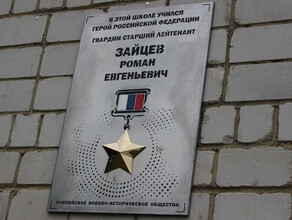 В ЭТОЙ ШКОЛЕ УЧИЛСЯ
ГЕРОЙ РОССИЙСКОЙ ФЕДЕРАЦИИ
ГВАРДИИ СТАРШИЙ ЛЕЙТЕНАНТ
ЗАЙЦЕВ
РОМАН
ЕВГЕНЬЕВИЧ
РОССИЙСКОЕ ВОЕННО-ИСТОРИЧЕСКОЕ ОБЩЕСТВО